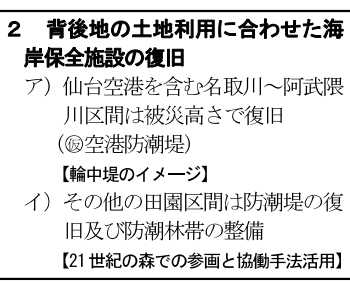 ２　背後地の土地利用に合わせた海
岸保全施設の復旧
ア）仙台空港を含む名取川～阿武隈
川区間は被災高さで復旧
（㋮空港防潮堤）
【輪中堤のイメージ】
イ）その他の田園区間は防潮堤の復
旧及び防潮林帯の整備
【21 世紀の森での参画と協働手法活用】